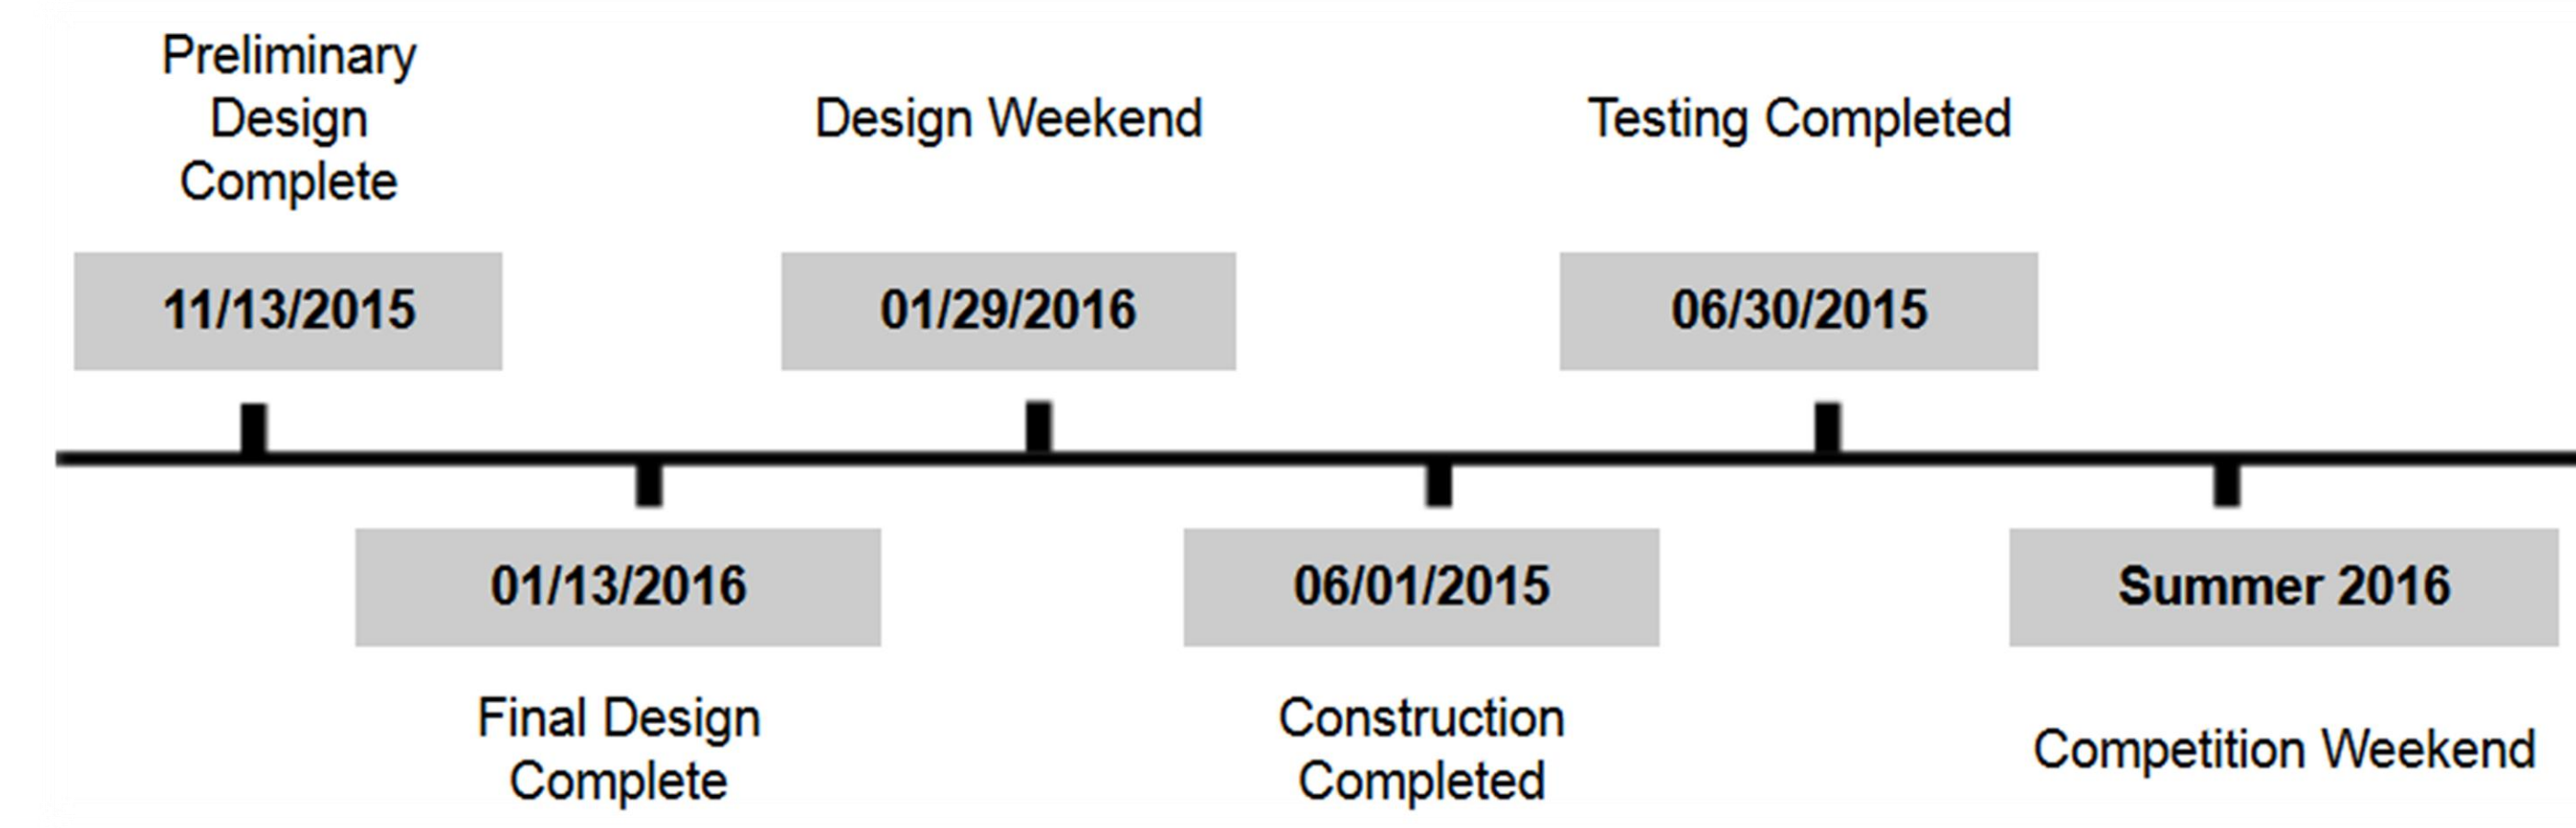 Preliminary
Design
Complete
11/13/2015
01/13/2016
Final Design
Complete
Design Weekend
01/29/2016
06/01/2015
Construction
Completed
Testing Completed
06/30/2015
Summer 2016
Competition Weekend